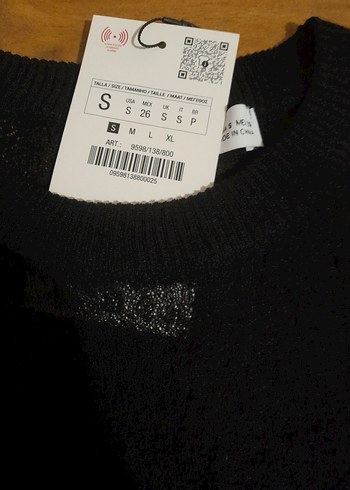 TALLA / SIZE / TAMANHO / TAILLE / MAAT / ΜΕΓΕΘΟΣ
S
USA MEX UK IT BR
S 26 S S P
S M L XL
ART.: 9598/138/800
09598138800025
MADE IN CHINA